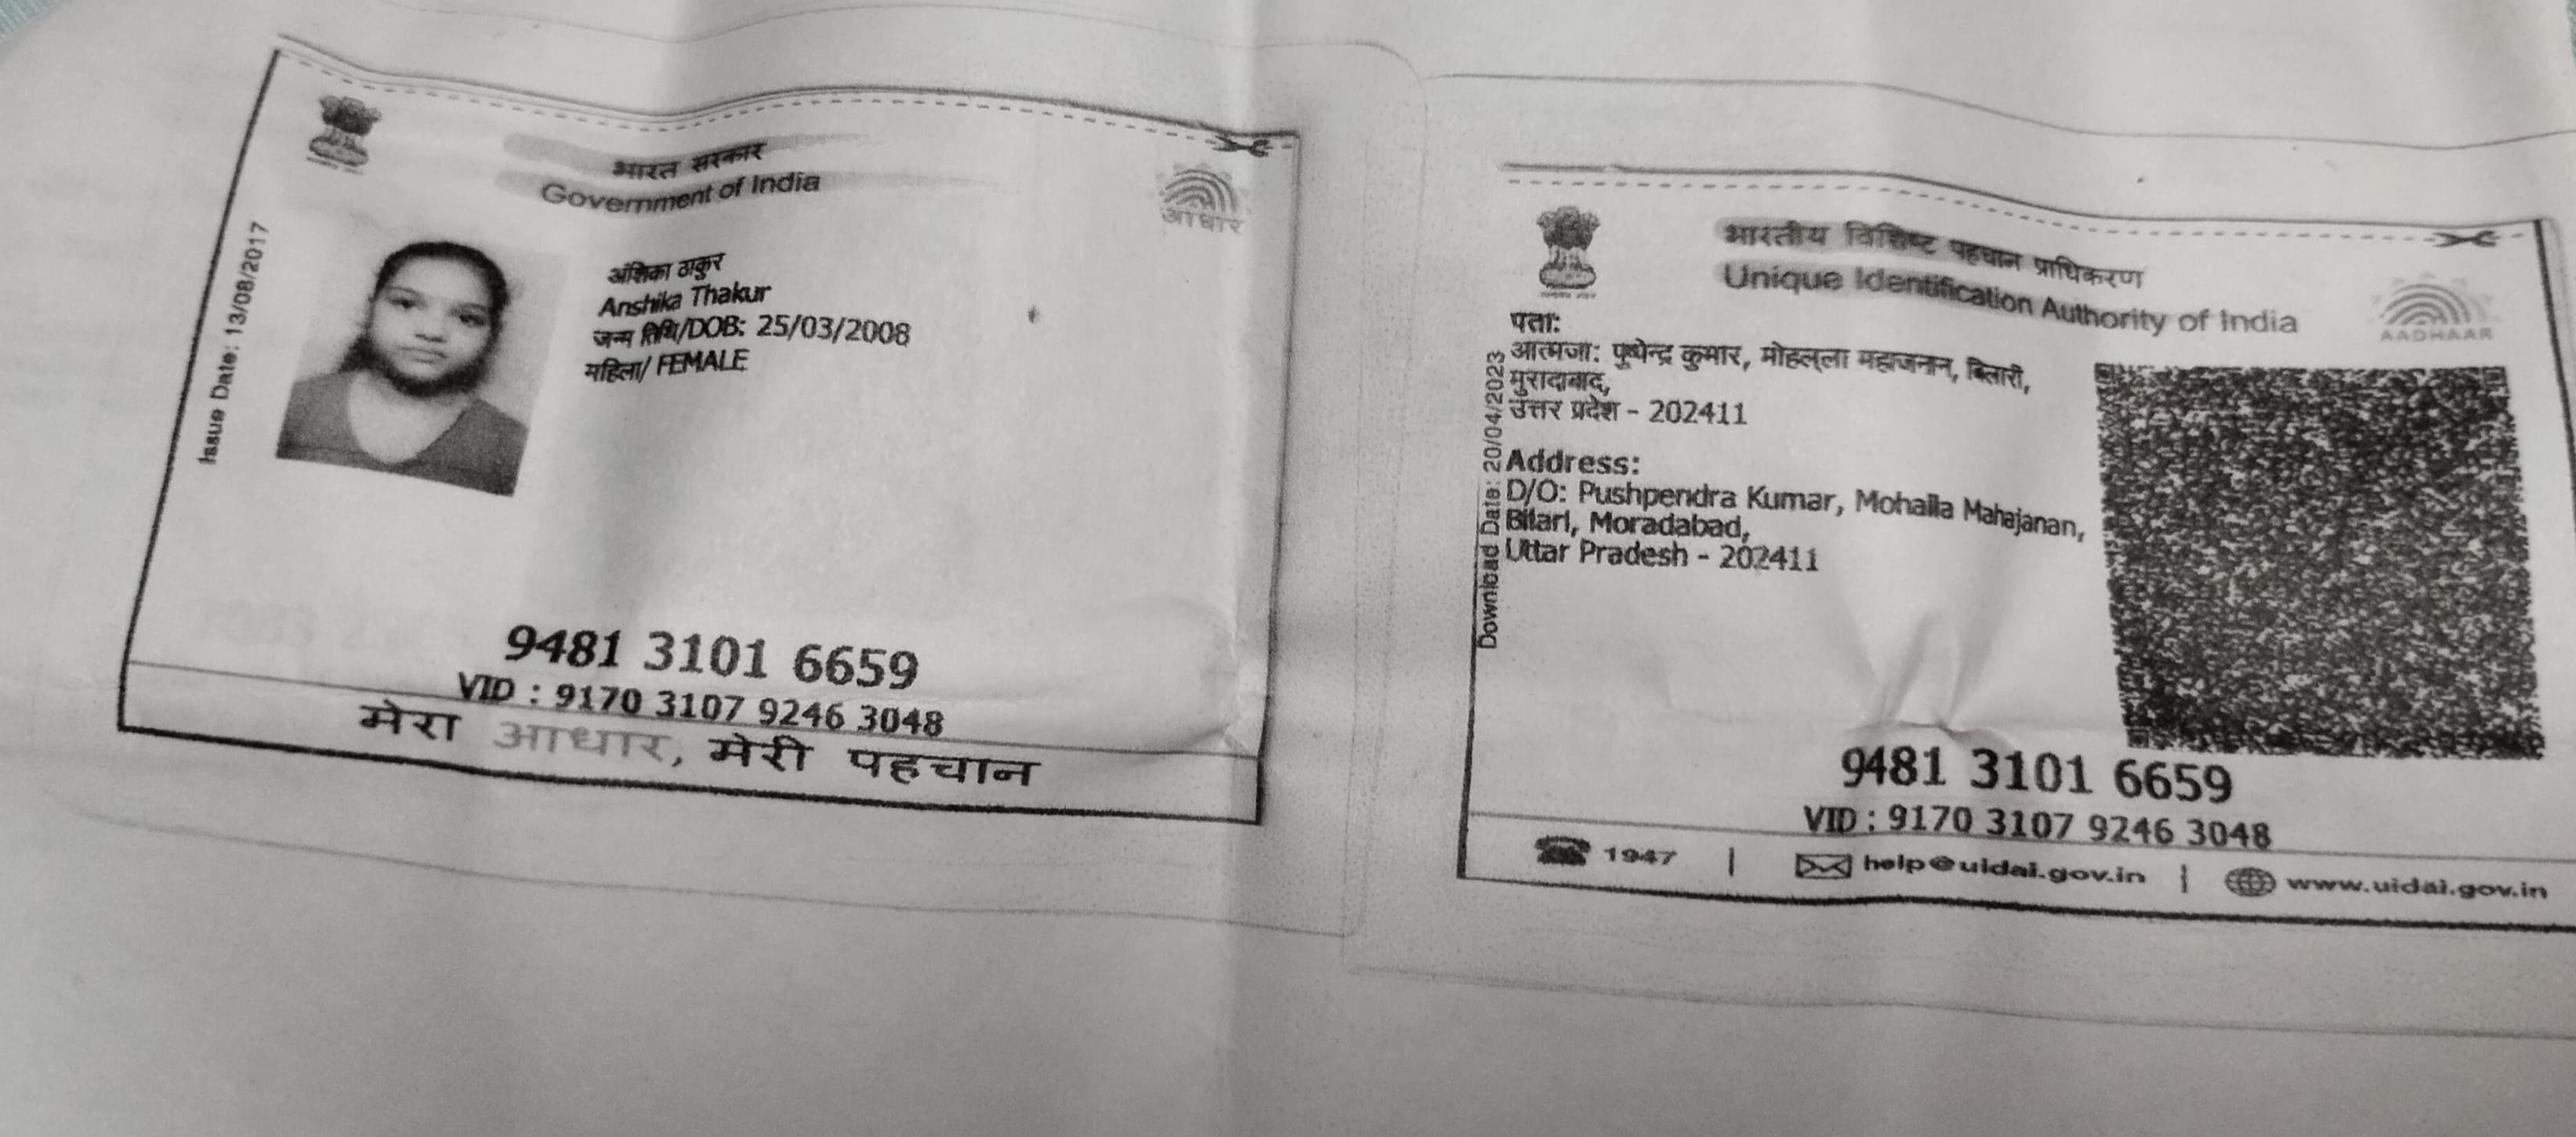 भारत सरकार
Government of India
आधार
Issue Date: 13/08/2017
अंशिका ठाकुर
Anshika Thakur
जन्म तिथि/DOB: 25/03/2008
महिला/ FEMALE
9481 3101 6659
VID : 9170 3107 9246 3048
मेरा आधार, मेरी पहचान
भारतीय विशिष्ट पहचान प्राधिकरण
Unique Identification Authority of India
AADHAAR
Download Date: 20/04/2023
पता:
आत्मजा: पुष्पेन्द्र कुमार, मोहल्ला महाजनान, बिलारी,
मुरादाबाद,
उत्तर प्रदेश - 202411
Address:
D/O: Pushpendra Kumar, Mohalla Mahajanan,
Bilari, Moradabad,
Uttar Pradesh - 202411
9481 3101 6659
VID : 9170 3107 9246 3048
1947 | help@uidai.gov.in | www.uidai.gov.in